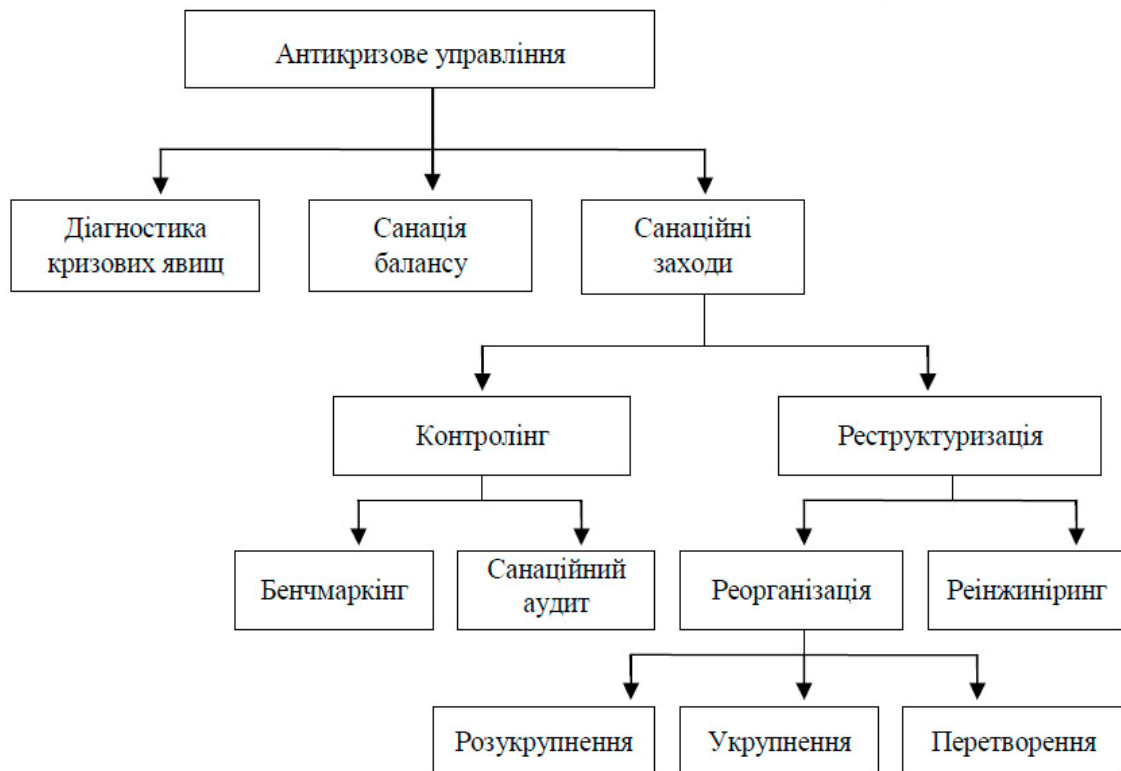 Антикризове управління
Діагностика
кризових явищ
Санація
балансу
Санаційні
заходи
Контролінг
Реструктуризація
Бенчмаркінг
Санаційний
аудит
Реорганізація
Реінжиніринг
Розукрупнення
Укрупнення
Перетворення